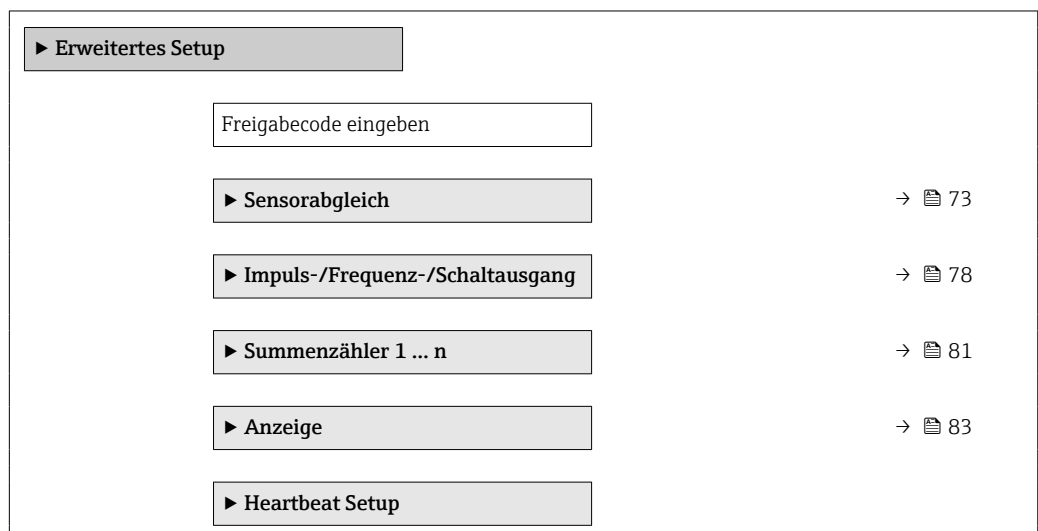 ▶ Erweitertes Setup
Freigabecode eingeben
▶ Sensorabgleich → 73
▶ Impuls-/Frequenz-/Schaltausgang → 78
▶ Summenzähler 1 ... n → 81
▶ Anzeige → 83
▶ Heartbeat Setup